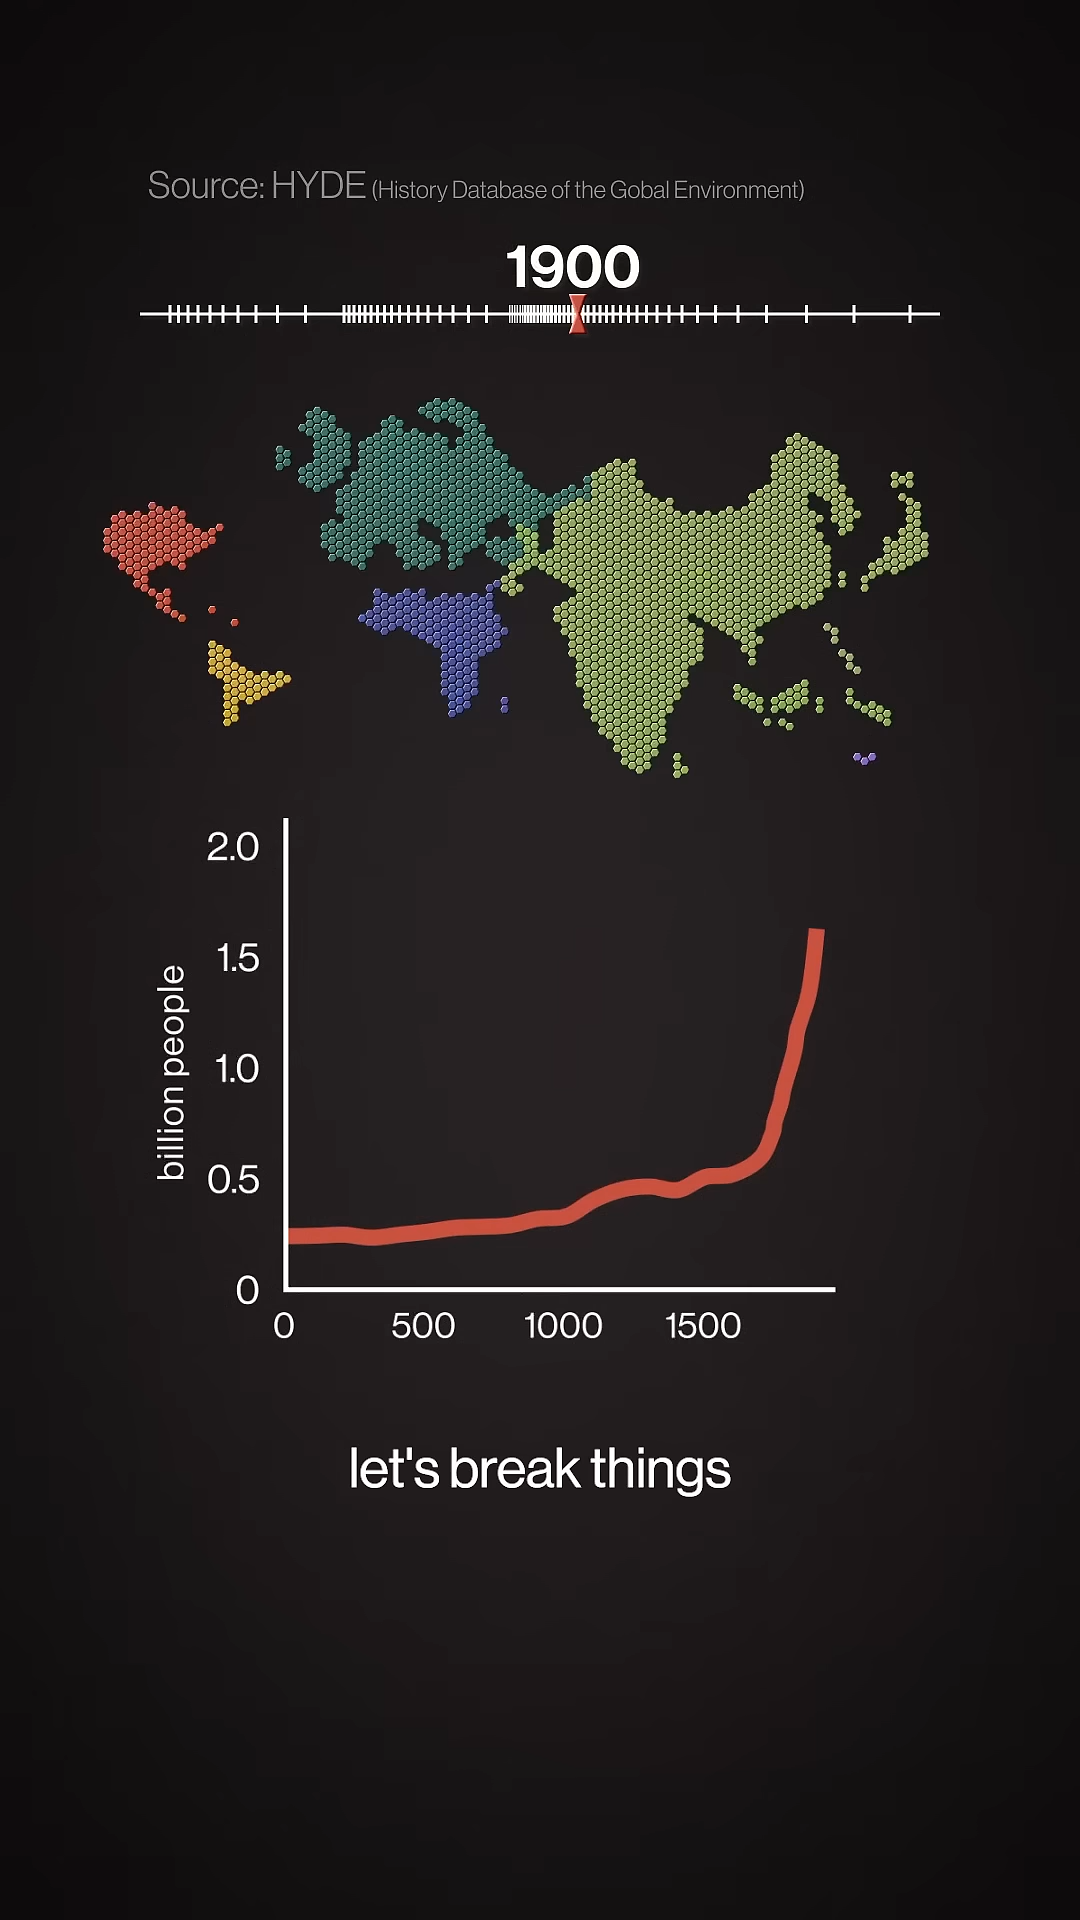 Source: HYDE (History Database of the Gobal Environment)
1900
2.0
1.5
1.0
0.5
0
billion people
0 500 1000 1500
let's break things